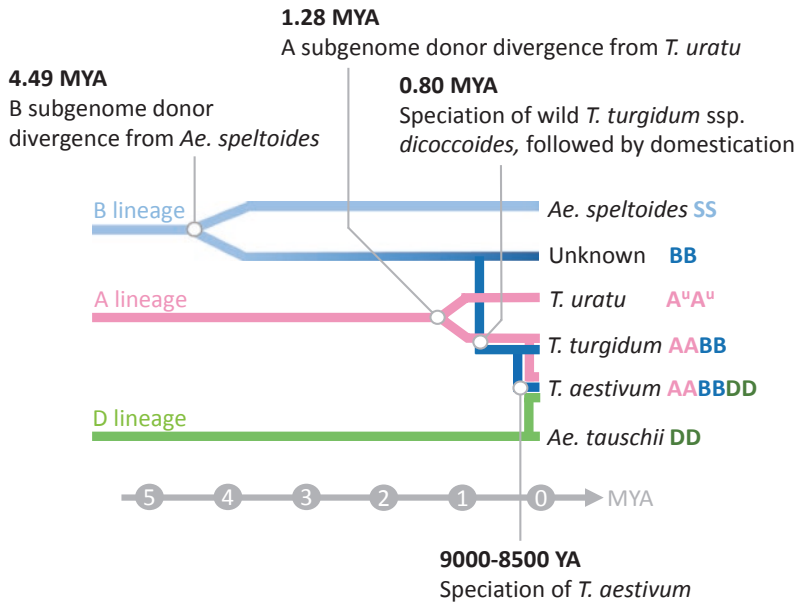 1.28 MYA
A subgenome donor divergence from T. uratu
4.49 MYA
B subgenome donor
divergence from Ae. speltoides
0.80 MYA
Speciation of wild T. turgidum ssp.
dicoccoides, followed by domestication
B lineage
Ae. speltoides SS
Unknown BB
A lineage
T. uratu AᵘAᵘ
T. turgidum AABB
T. aestivum AABBDD
D lineage
Ae. tauschii DD
5 4 3 2 1 0 MYA
9000-8500 YA
Speciation of T. aestivum